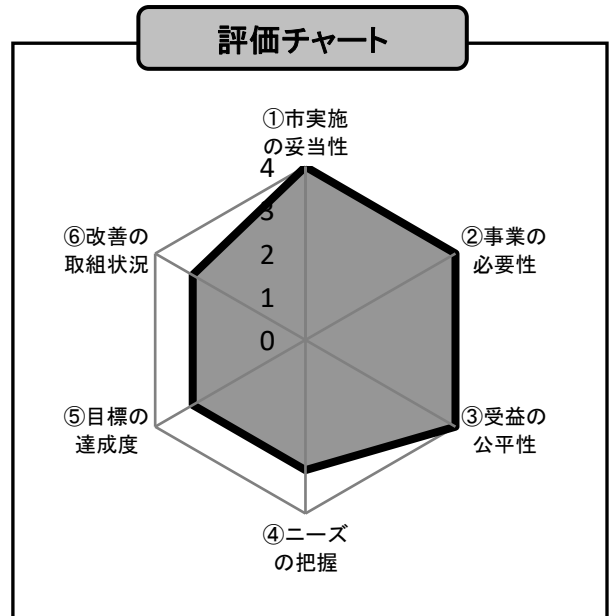 評価チャート
①市実施
の妥当性
4
3
2
1
0
②事業の
必要性
③受益の
公平性
④ニーズ
の把握
⑤目標の
達成度
⑥改善の
取組状況